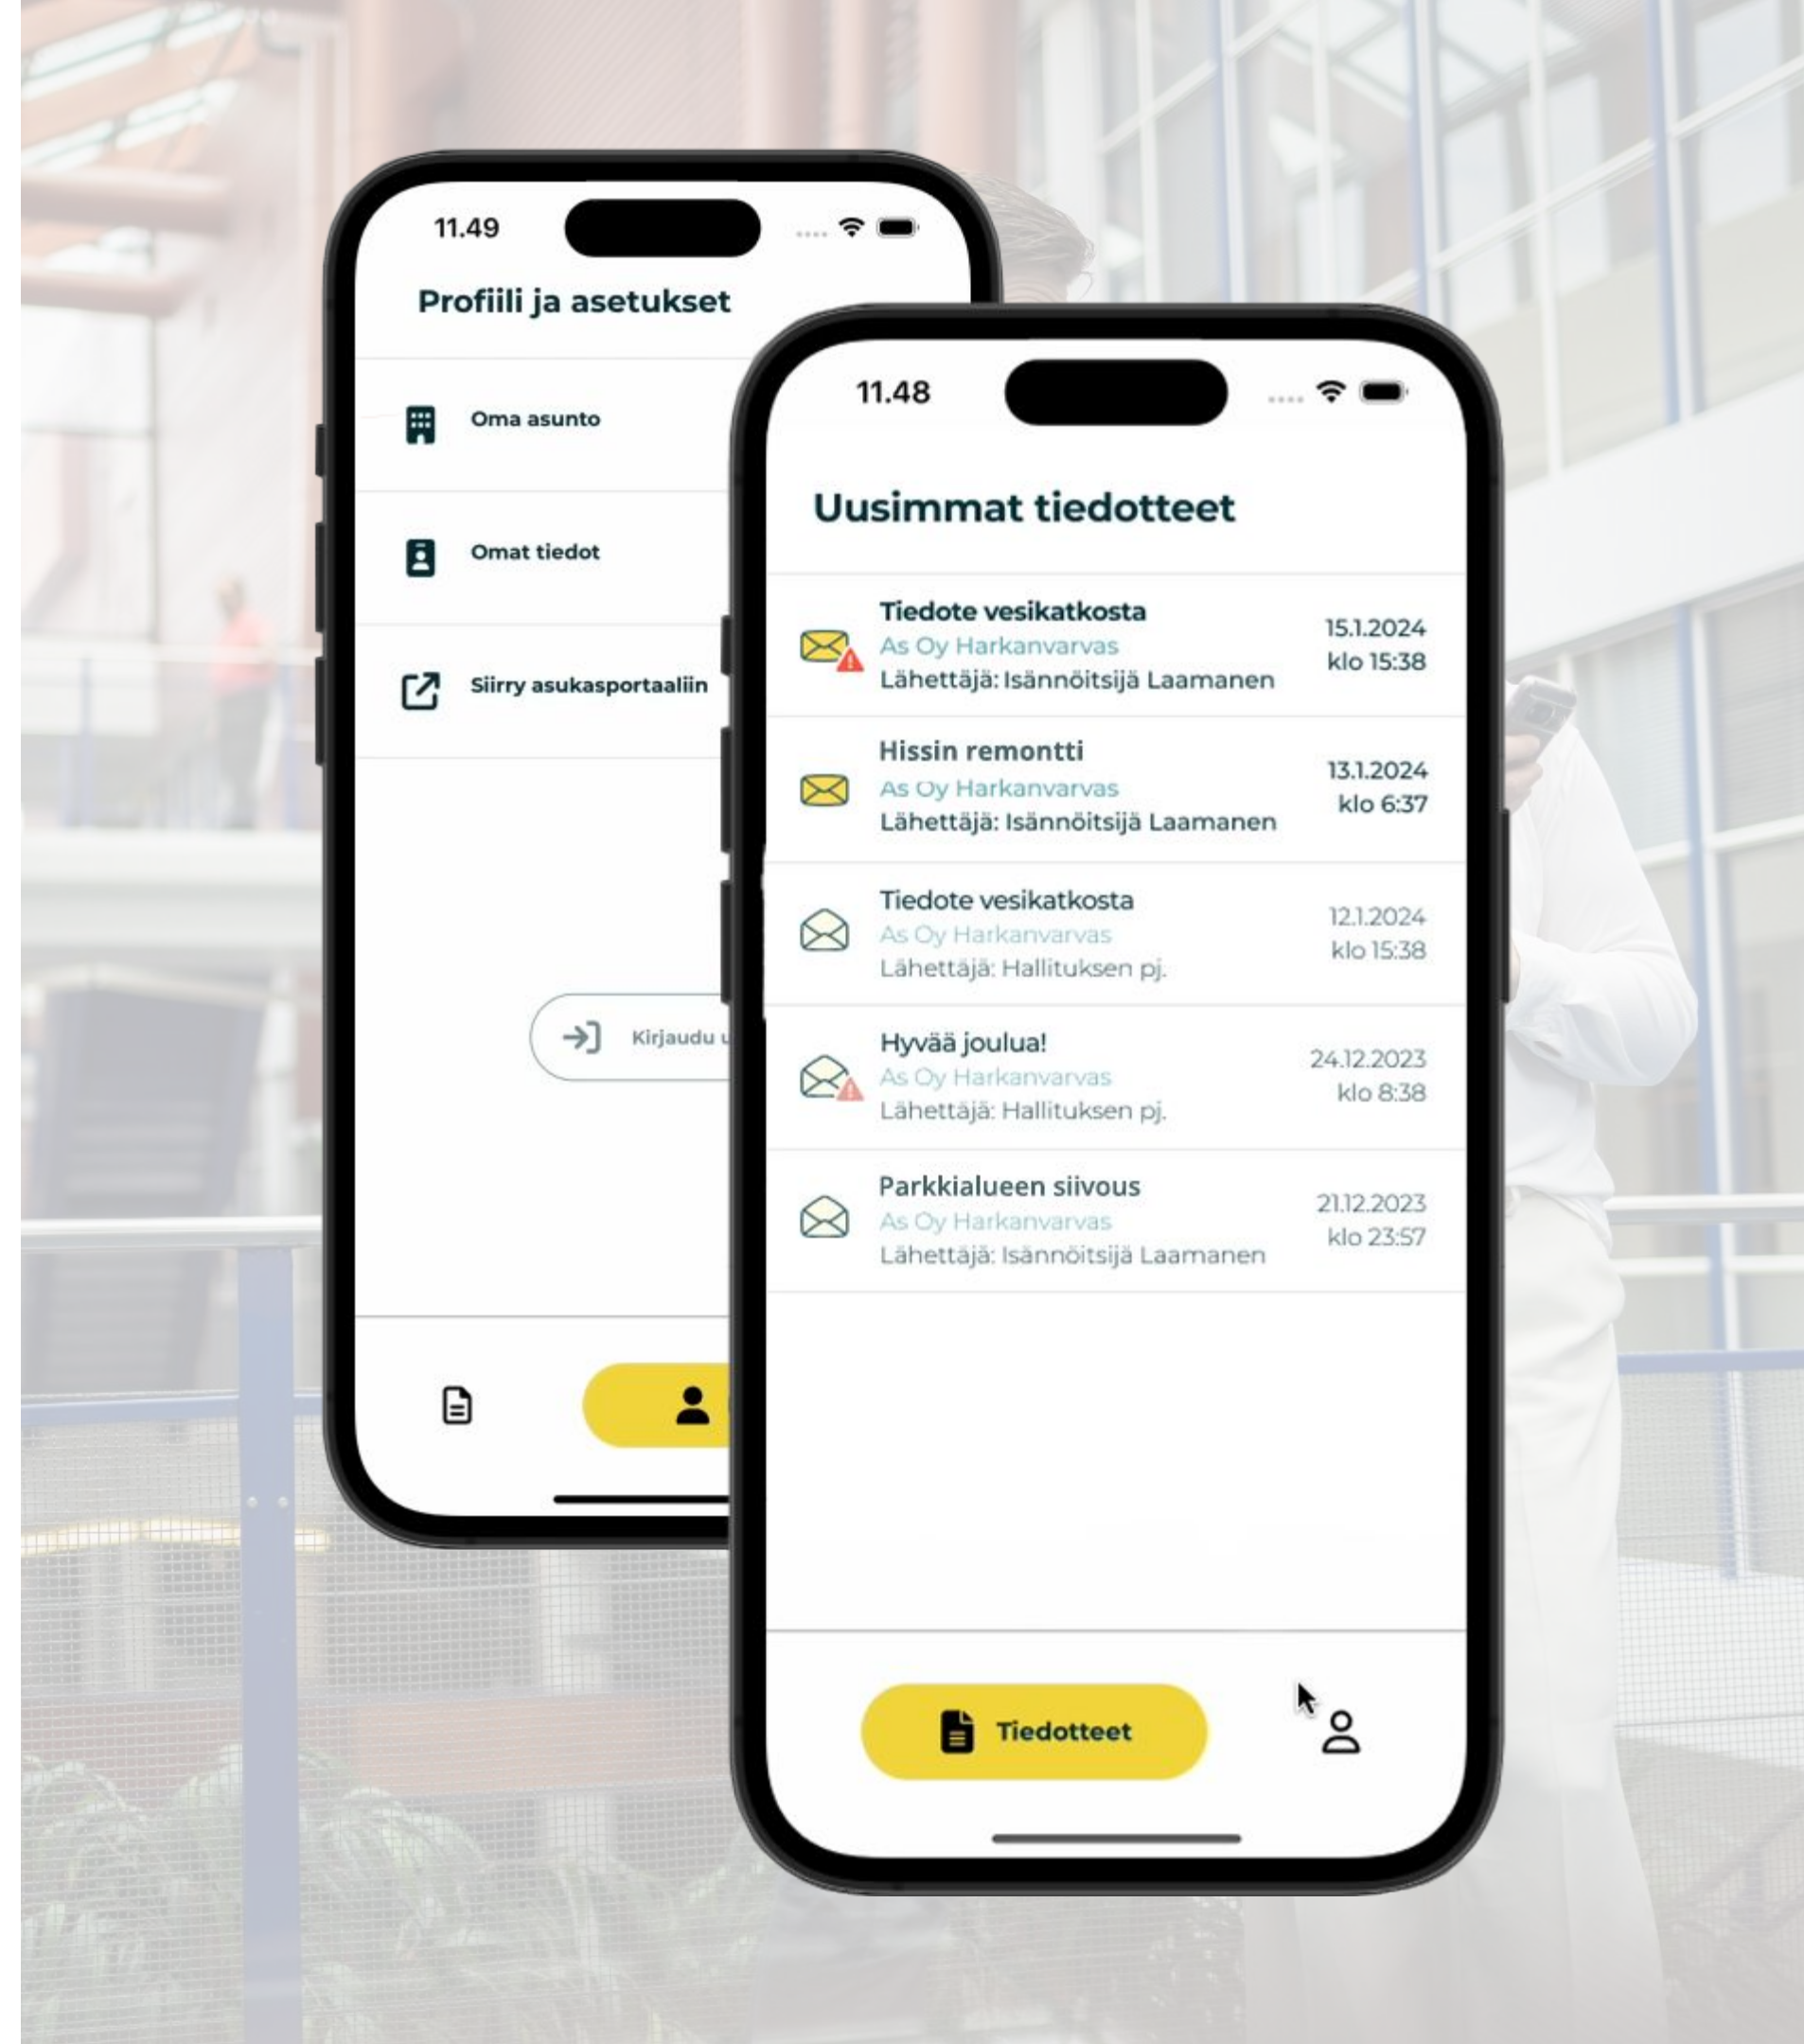 11.49
Profiili ja asetukset
Oma asunto
Omat tiedot
Siirry asukasportaaliin
Kirjaudu
11.48
Uusimmat tiedotteet
Tiedote vesikatkosta
As Oy Harkanvarvas
Lähettäjä: Isännöitsijä Laamanen
15.1.2024
klo 15:38
Hissin remontti
As Oy Harkanvarvas
Lähettäjä: Isännöitsijä Laamanen
13.1.2024
klo 6:37
Tiedote vesikatkosta
As Oy Harkanvarvas
Lähettäjä: Hallituksen pj.
12.1.2024
klo 15:38
Hyvää joulua!
As Oy Harkanvarvas
Lähettäjä: Hallituksen pj.
24.12.2023
klo 8:38
Parkkialueen siivous
As Oy Harkanvarvas
Lähettäjä: Isännöitsijä Laamanen
21.12.2023
klo 23:57
Tiedotteet